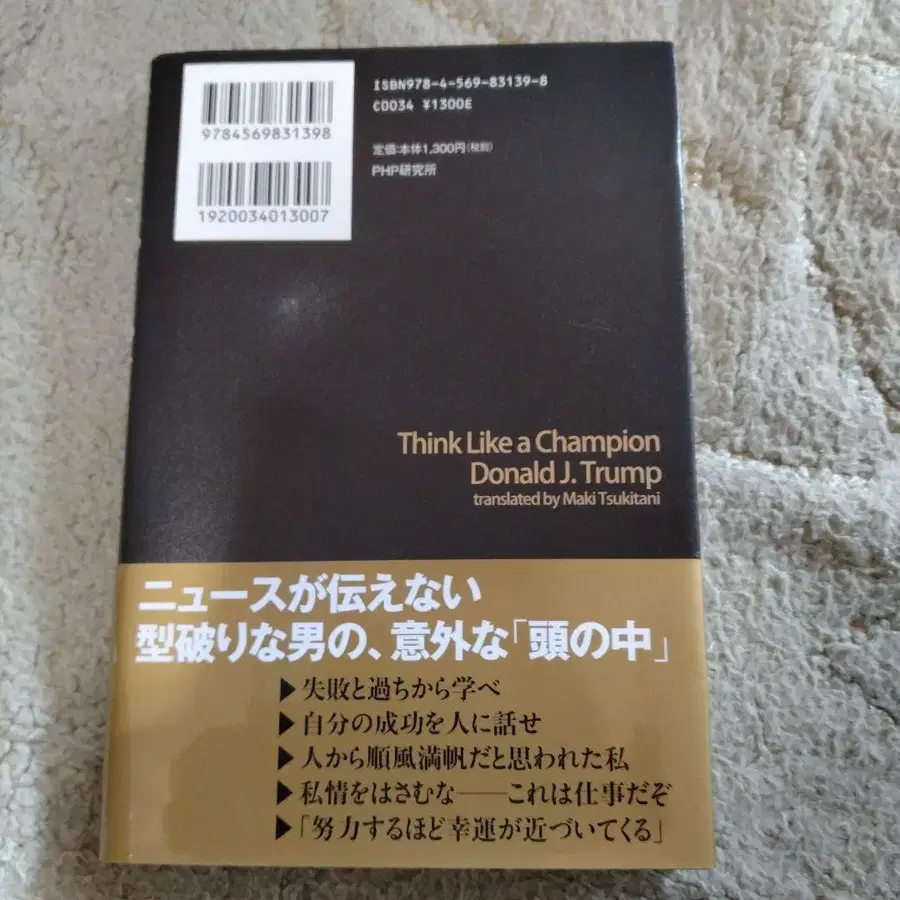 ISBN978-4-569-83139-8
C0034 ¥1300E
9784569831398
定価:本体1,300円(税別)
PHP研究所
1920034013007
Think Like a Champion
Donald J. Trump
translated by Maki Tsukitani
ニュースが伝えない
型破りな男の、意外な「頭の中」
▶失敗と過ちから学べ
▶自分の成功を人に話せ
▶人から順風満帆だと思われた私
▶私情をはさむな――これは仕事だぞ
▶「努力するほど幸運が近づいてくる」